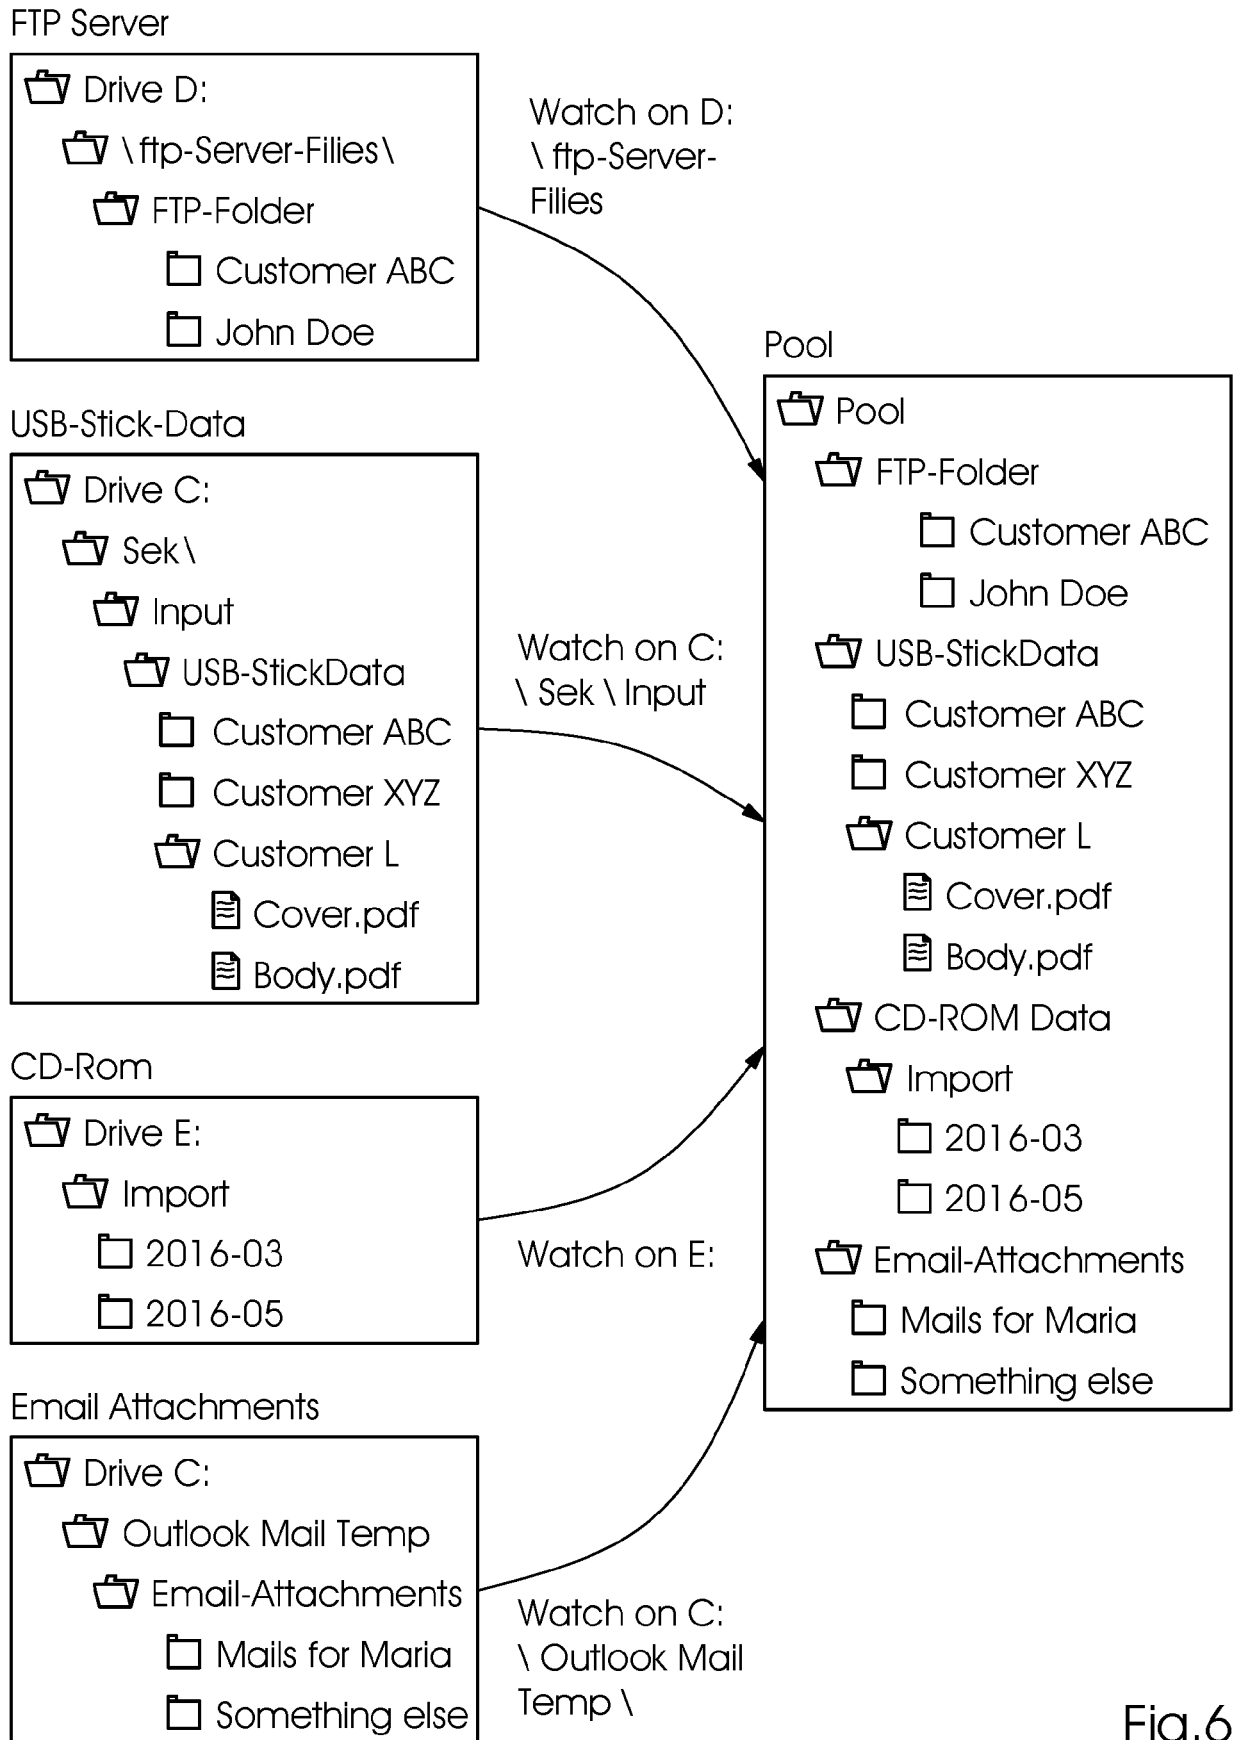 FTP Server
Drive D:
\ ftp-Server-Filies \
FTP-Folder
Customer ABC
John Doe
Watch on D:
\ ftp-Server-
Filies
USB-Stick-Data
Drive C:
Sek \
Input
USB-StickData
Customer ABC
Customer XYZ
Customer L
Cover.pdf
Body.pdf
Watch on C:
\ Sek \ Input
CD-Rom
Drive E:
Import
2016-03
2016-05
Watch on E:
Email Attachments
Drive C:
Outlook Mail Temp
Email-Attachments
Mails for Maria
Something else
Watch on C:
\ Outlook Mail
Temp \
Pool
Pool
FTP-Folder
Customer ABC
John Doe
USB-StickData
Customer ABC
Customer XYZ
Customer L
Cover.pdf
Body.pdf
CD-ROM Data
Import
2016-03
2016-05
Email-Attachments
Mails for Maria
Something else
Fig.6